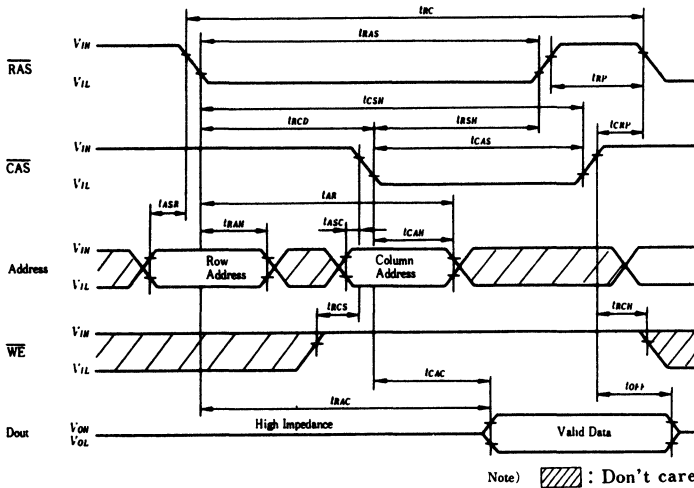 tRC
tRAS
VIH
RAS
VIL
tRP
tCSH
tRCD
tRSH
tCRP
tCAS
VIH
CAS
VIL
tASR
tAR
tRAH
tASC
tCAH
VIH
Address
VIL
Row Address
Column Address
tRCS
tRCH
VIH
WE
VIL
tCAC
tOFF
tRAC
High Impedance
VOH
Dout
VOL
Valid Data
Note) : Don't care